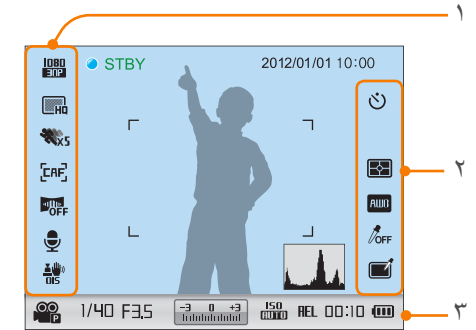 ١
1080
30P
STBY
2012/01/01 10:00
HQ
X5
٢
CAF
OFF
AWB
OFF
OIS
P
1/40 F3.5
-3 0 +3
ISO
AUTO
REL 00:10
٣